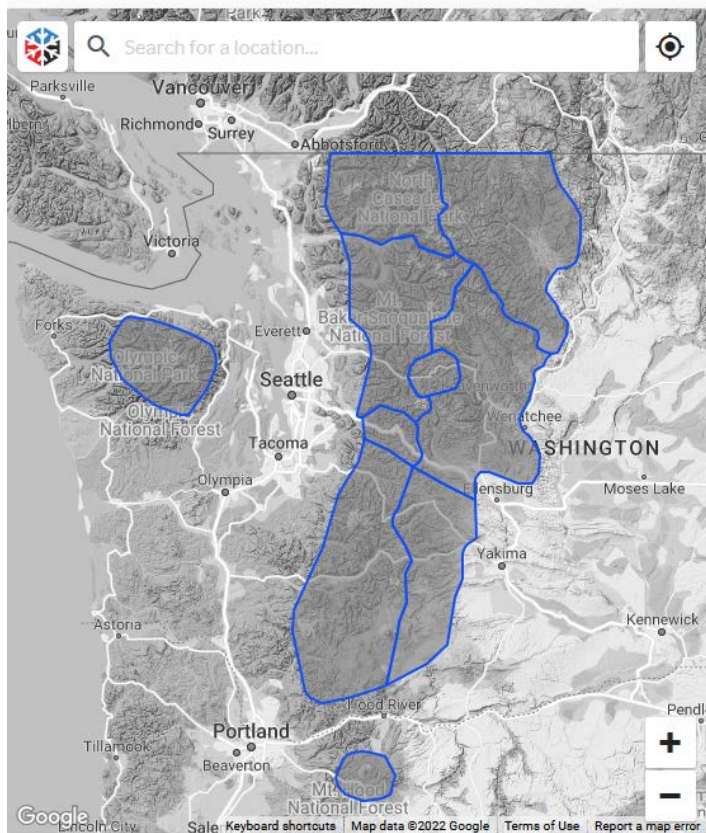 Search for a location...
Parksville
Vancouver
Richmond
Surrey
Abbotsford
North
Cascades
National Park
Victoria
Forks
Everett
Mt.
Baker-Snoqualmie
National Forest
Olympic
National Park
Seattle
Leavenworth
Olympic
National Forest
Wenatchee
Tacoma
WASHINGTON
Ellensburg
Moses Lake
Olympia
Yakima
Astoria
Kennewick
Hood River
Pendl
Portland
Tillamook
Beaverton
+
Mt. Hood
National Forest
−
Google
Lincoln City
Sale
Keyboard shortcuts
Map data ©2022 Google
Terms of Use
Report a map error